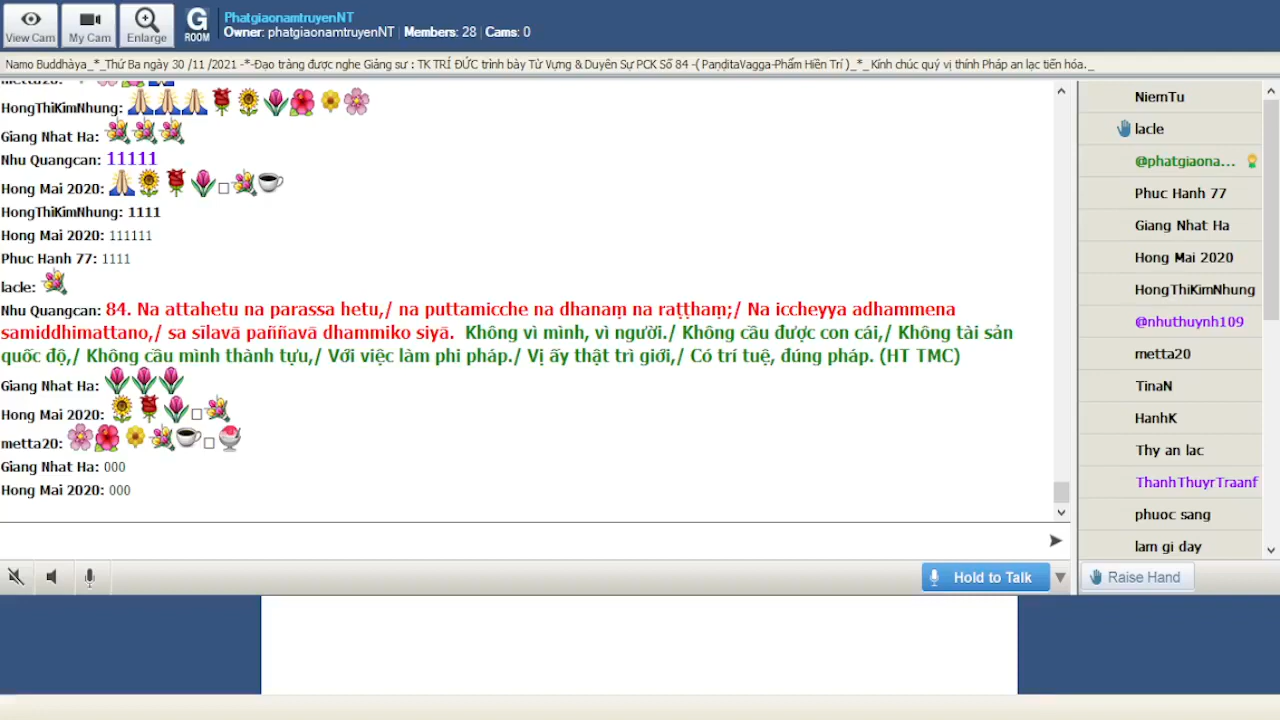 View Cam
My Cam
Enlarge
G
ROOM
PhatgiaonamtruyenNT
Owner: phatgiaonamtruyenNT | Members: 28 | Cams: 0
Namo Buddhàya_*_Thứ Ba ngày 30 /11/2021 -*-Đạo tràng được nghe Giảng sư : TK TRÍ ĐỨC trình bày Từ Vựng & Duyên Sự PCK Số 84 -( PaṇḍitaVagga-Phẩm Hiền Trí )_*_ Kính chúc quý vị thính Pháp an lạc tiến hóa._
HongThiKimNhung:
Giang Nhat Ha:
Nhu Quangcan: 11111
Hong Mai 2020:
HongThiKimNhung: 1111
Hong Mai 2020: 111111
Phuc Hanh 77: 1111
lacle:
Nhu Quangcan: 84. Na attahetu na parassa hetu,/ na puttamicche na dhanaṃ na raṭṭhaṃ;/ Na iccheyya adhammena
samiddhimattano,/ sa sīlavā paññavā dhammiko siyā. Không vì mình, vì người./ Không cầu được con cái,/ Không tài sản
quốc độ,/ Không cầu mình thành tựu,/ Với việc làm phi pháp./ Vị ấy thật trì giới,/ Có trí tuệ, đúng pháp. (HT TMC)
Giang Nhat Ha:
Hong Mai 2020:
metta20:
Giang Nhat Ha: 000
Hong Mai 2020: 000
NiemTu
lacle
@phatgiaona...
Phuc Hanh 77
Giang Nhat Ha
Hong Mai 2020
HongThiKimNhung
@nhuthuynh109
metta20
TinaN
HanhK
Thy an lac
ThanhThuyrTraanf
phuoc sang
lam gi day
Hold to Talk
Raise Hand